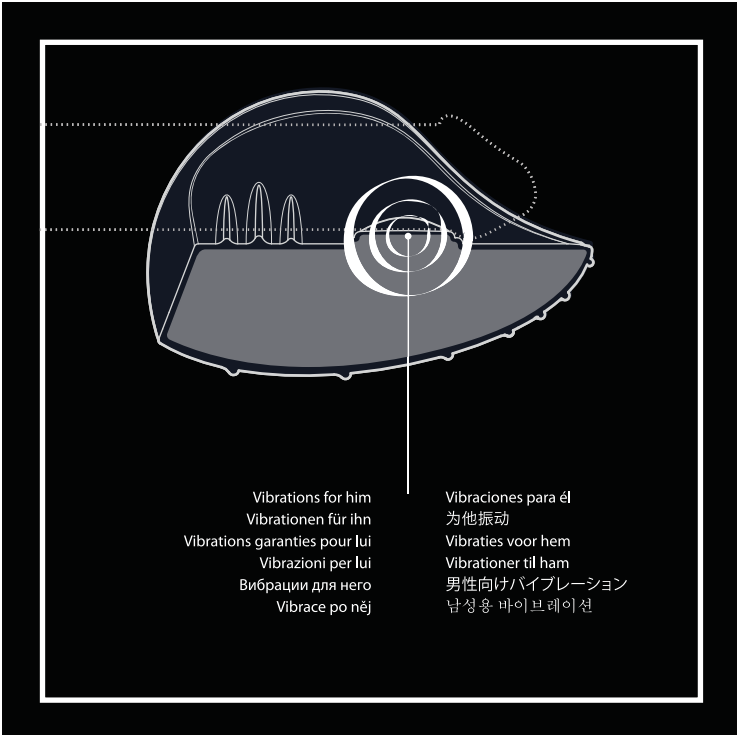 Vibrations for him
Vibrationen für ihn
Vibrations garanties pour lui
Vibrazioni per lui
Вибрации для него
Vibrace po něj
Vibraciones para él
为他振动
Vibraties voor hem
Vibrationer til ham
男性向けバイブレーション
남성용 바이브레이션